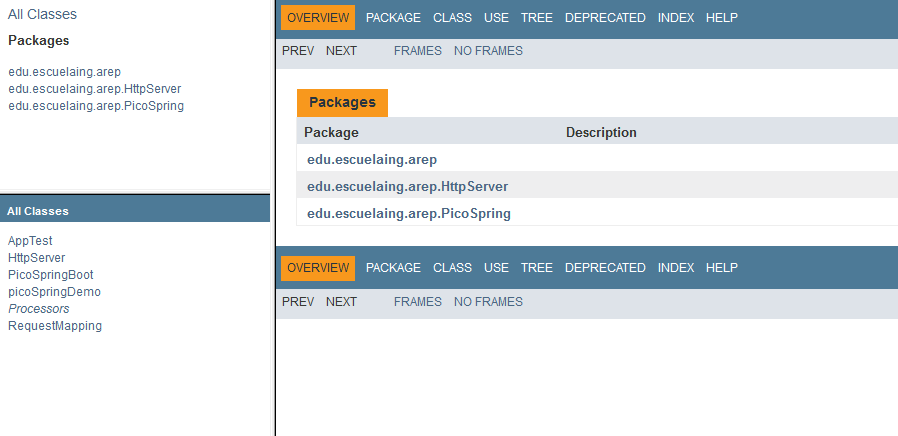 All Classes
Packages
edu.escuelaing.arep
edu.escuelaing.arep.HttpServer
edu.escuelaing.arep.PicoSpring
All Classes
AppTest
HttpServer
PicoSpringBoot
picoSpringDemo
Processors
RequestMapping
OVERVIEW PACKAGE CLASS USE TREE DEPRECATED INDEX HELP
PREV NEXT FRAMES NO FRAMES
Packages
Package Description
edu.escuelaing.arep
edu.escuelaing.arep.HttpServer
edu.escuelaing.arep.PicoSpring
OVERVIEW PACKAGE CLASS USE TREE DEPRECATED INDEX HELP
PREV NEXT FRAMES NO FRAMES